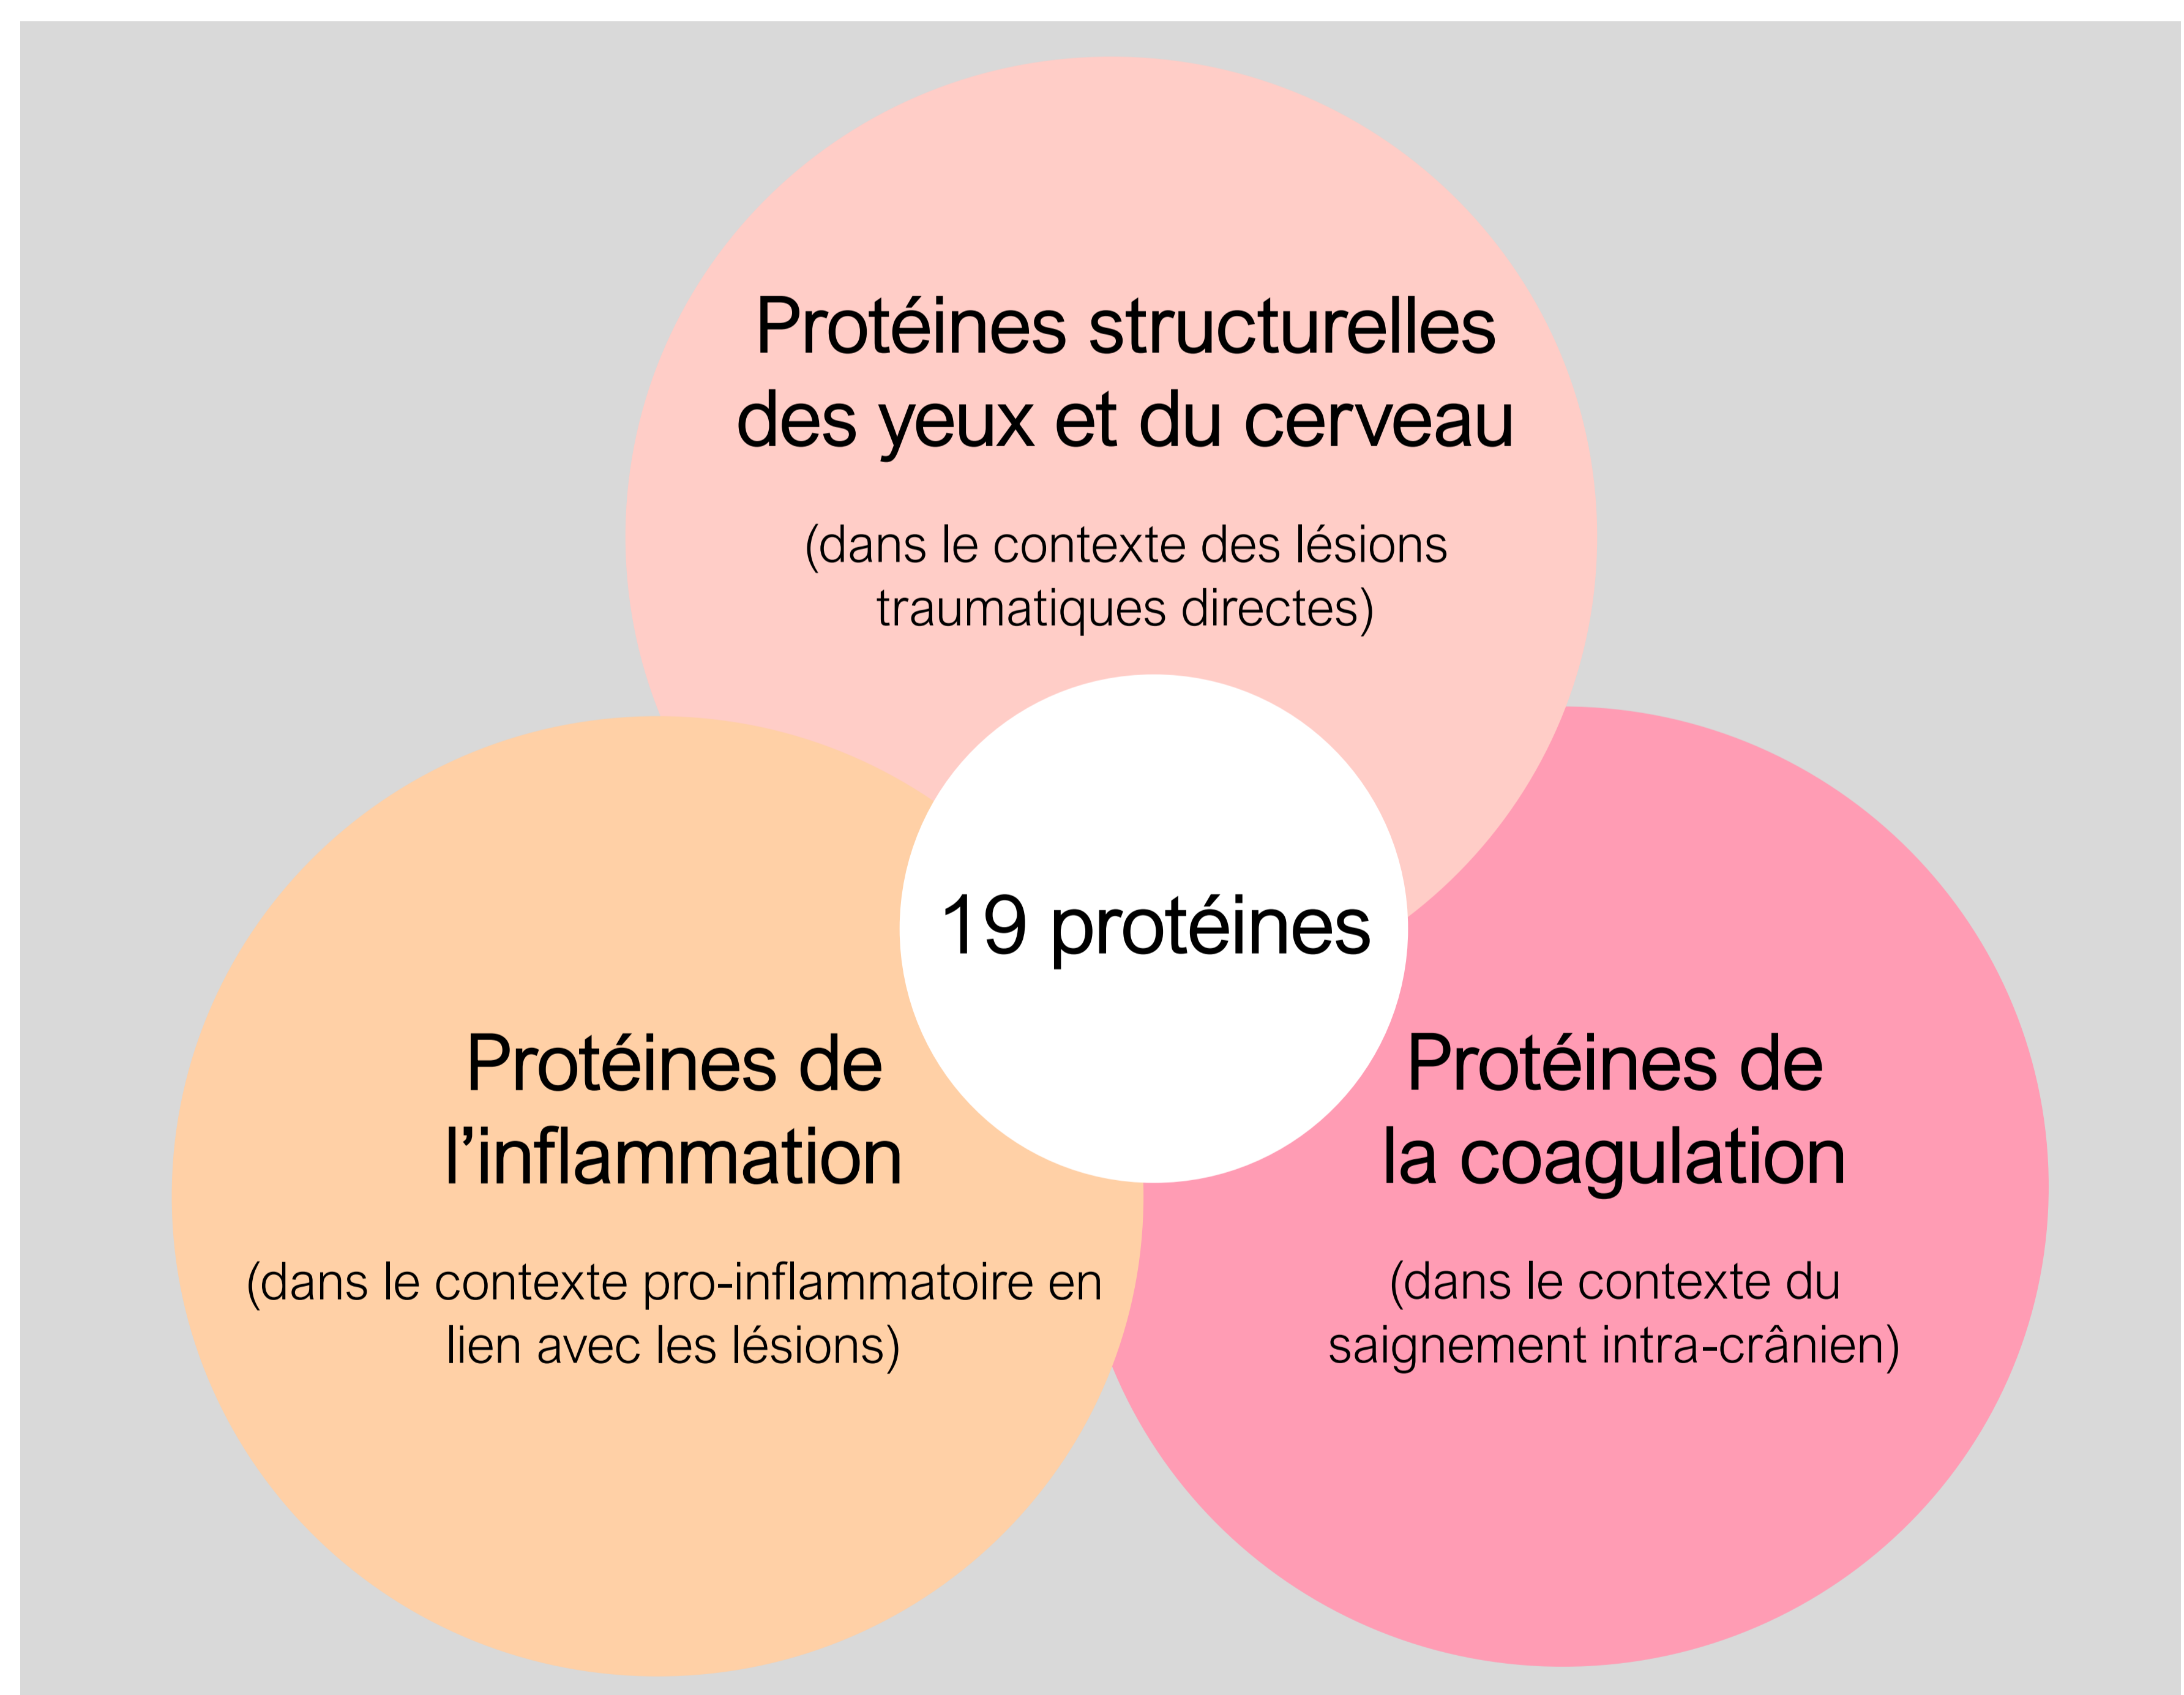 Protéines structurelles
des yeux et du cerveau
(dans le contexte des lésions
traumatiques directes)
19 protéines
Protéines de
l'inflammation
(dans le contexte pro-inflammatoire en
lien avec les lésions)
Protéines de
la coagulation
(dans le contexte du
saignement intra-crânien)